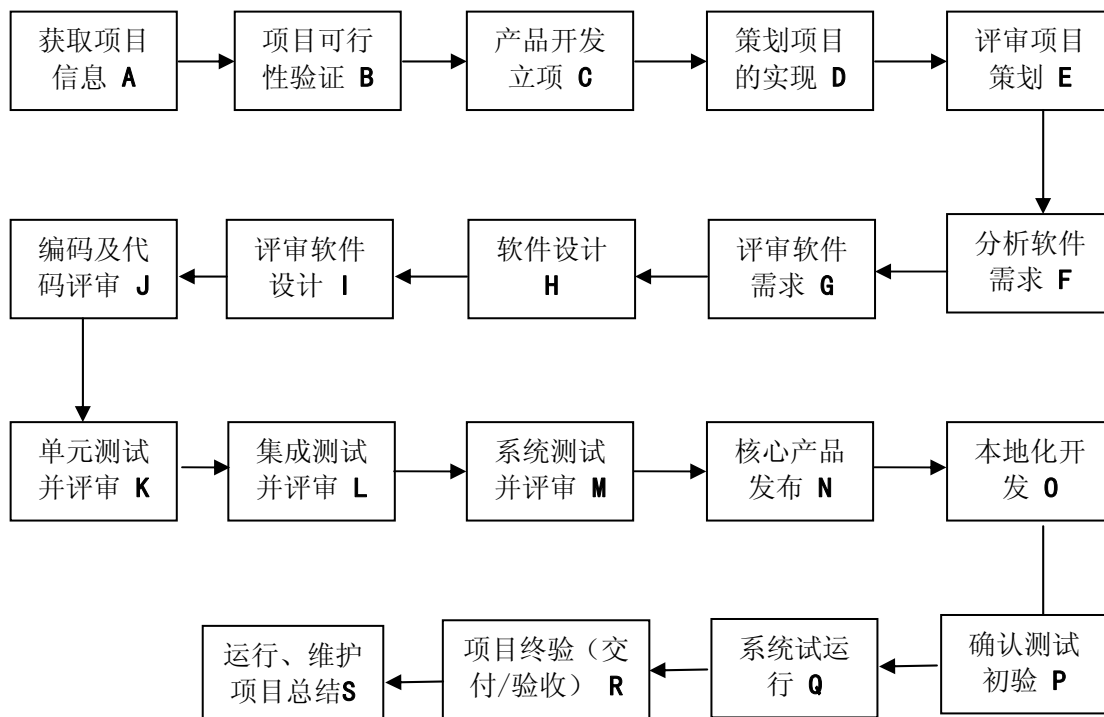 获取项目
信息 A
项目可行
性验证 B
产品开发
立项 C
策划项目
的实现 D
评审项目
策划 E
分析软件
需求 F
评审软件
需求 G
软件设计
H
评审软件
设计 I
编码及代
码评审 J
单元测试
并评审 K
集成测试
并评审 L
系统测试
并评审 M
核心产品
发布 N
本地化开
发 O
确认测试
初验 P
系统试运
行 Q
项目终验（交
付/验收） R
运行、维护
项目总结S